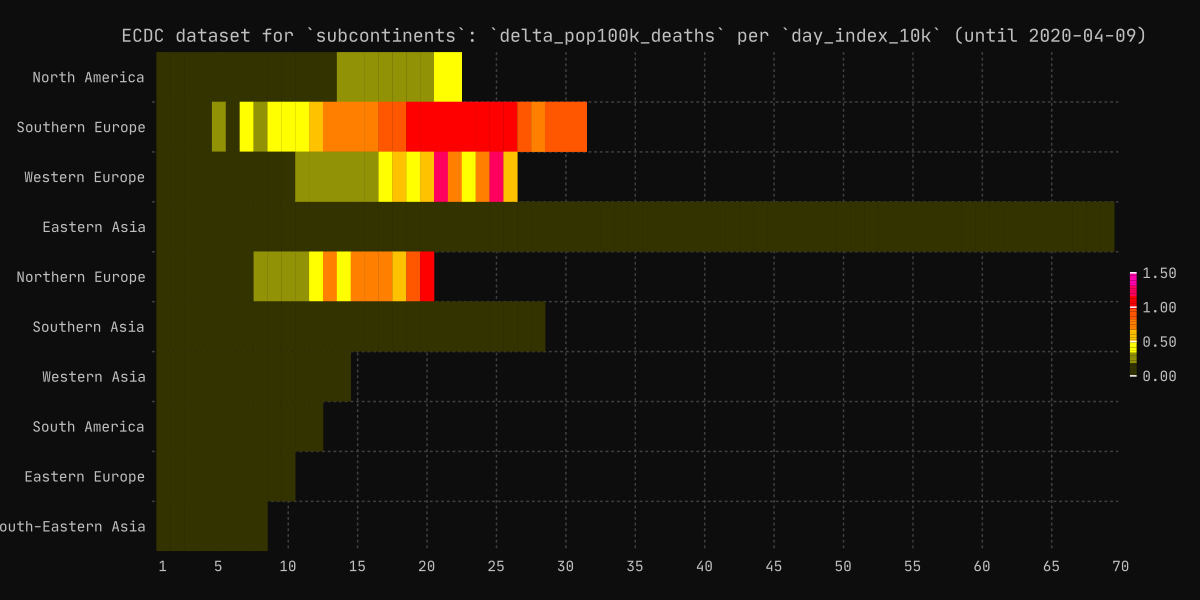 ECDC dataset for `subcontinents`: `delta_pop100k_deaths` per `day_index_10k` (until 2020-04-09)
North America
Southern Europe
Western Europe
Eastern Asia
Northern Europe
Southern Asia
Western Asia
South America
Eastern Europe
outh-Eastern Asia
1.50
1.00
0.50
0.00
1 5 10 15 20 25 30 35 40 45 50 55 60 65 70